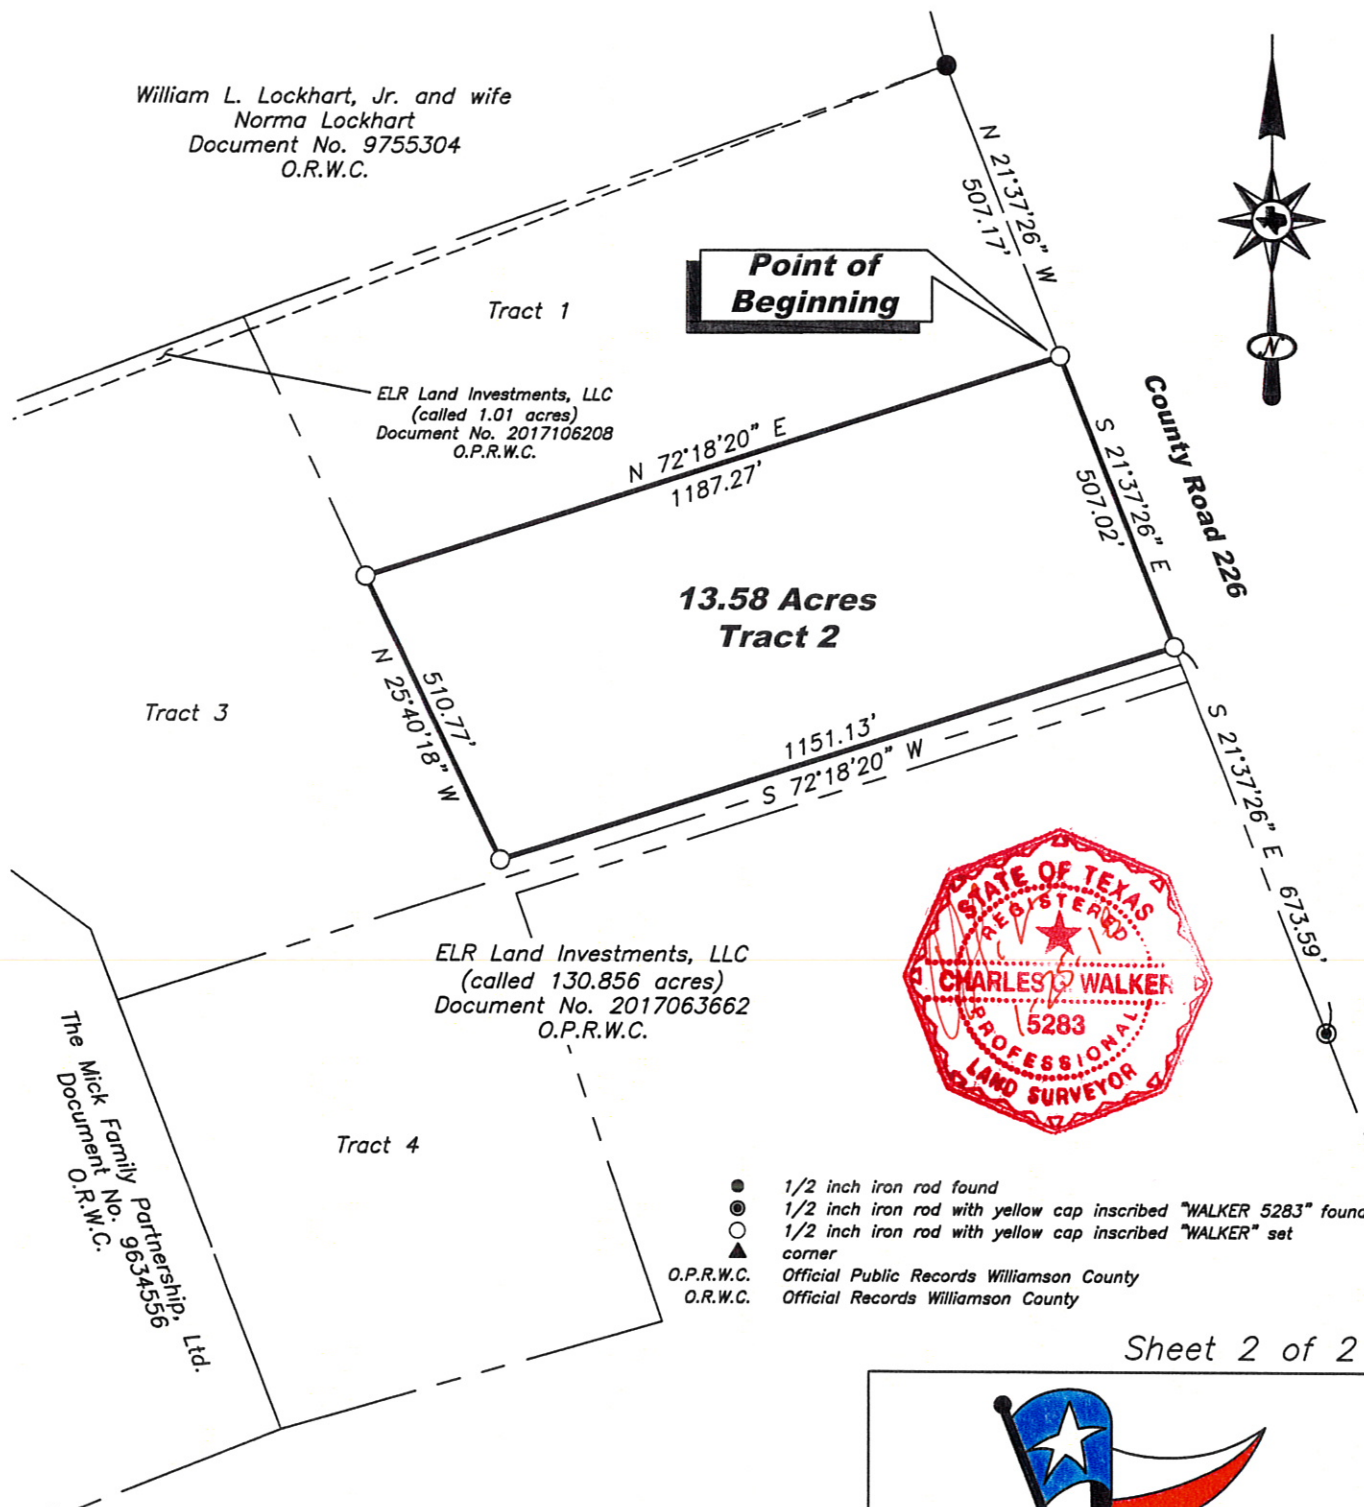 William L. Lockhart, Jr. and wife
Norma Lockhart
Document No. 9755304
O.R.W.C.
N 21°37'26" W
507.17'
Point of
Beginning
Tract 1
ELR Land Investments, LLC
(called 1.01 acres)
Document No. 2017106208
O.P.R.W.C.
N
County Road 226
N 72°18'20" E
1187.27'
S 21°37'26" E
507.02'
13.58 Acres
Tract 2
N 25°40'18" W
510.77'
Tract 3
1151.13'
S 72°18'20" W
S 21°37'26" E 673.59'
STATE OF TEXAS
REGISTERED
CHARLES G. WALKER
5283
PROFESSIONAL
LAND SURVEYOR
ELR Land Investments, LLC
(called 130.856 acres)
Document No. 2017063662
O.P.R.W.C.
The Mick Family Partnership, Ltd.
Document No. 9634556
O.R.W.C.
Tract 4
1/2 inch iron rod found
1/2 inch iron rod with yellow cap inscribed "WALKER 5283" found
1/2 inch iron rod with yellow cap inscribed "WALKER" set
corner
O.P.R.W.C. Official Public Records Williamson County
O.R.W.C. Official Records Williamson County
Sheet 2 of 2